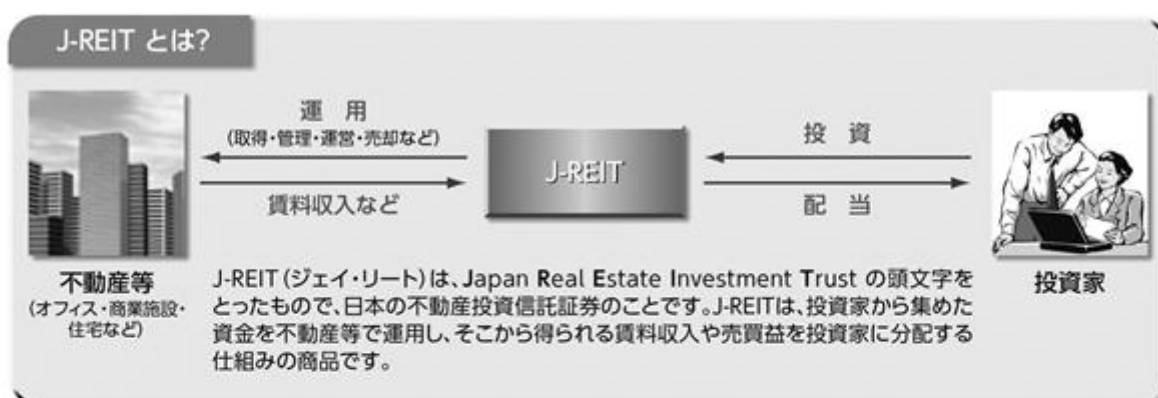 J-REIT とは?
運 用
(取得・管理・運営・売却など)
賃料収入など
J-REIT
投 資
配 当
不動産等
(オフィス・商業施設・
住宅など)
投資家
J-REIT(ジェイ・リート)は、Japan Real Estate Investment Trust の頭文字を
とったもので、日本の不動産投資信託証券のことです。J-REITは、投資家から集めた
資金を不動産等で運用し、そこから得られる賃料収入や売買益を投資家に分配する
仕組みの商品です。